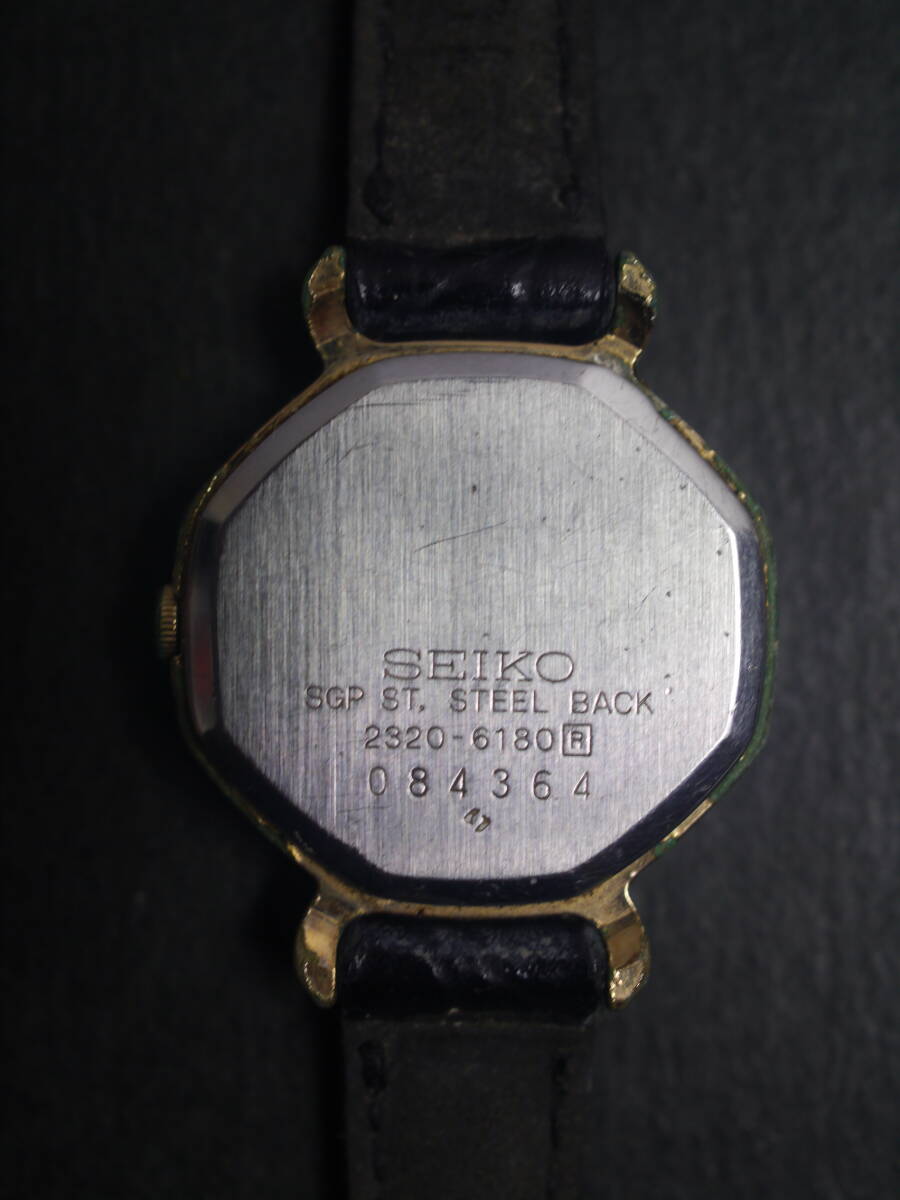 SEIKO
SGP ST. STEEL BACK
2320-6180 R
084364